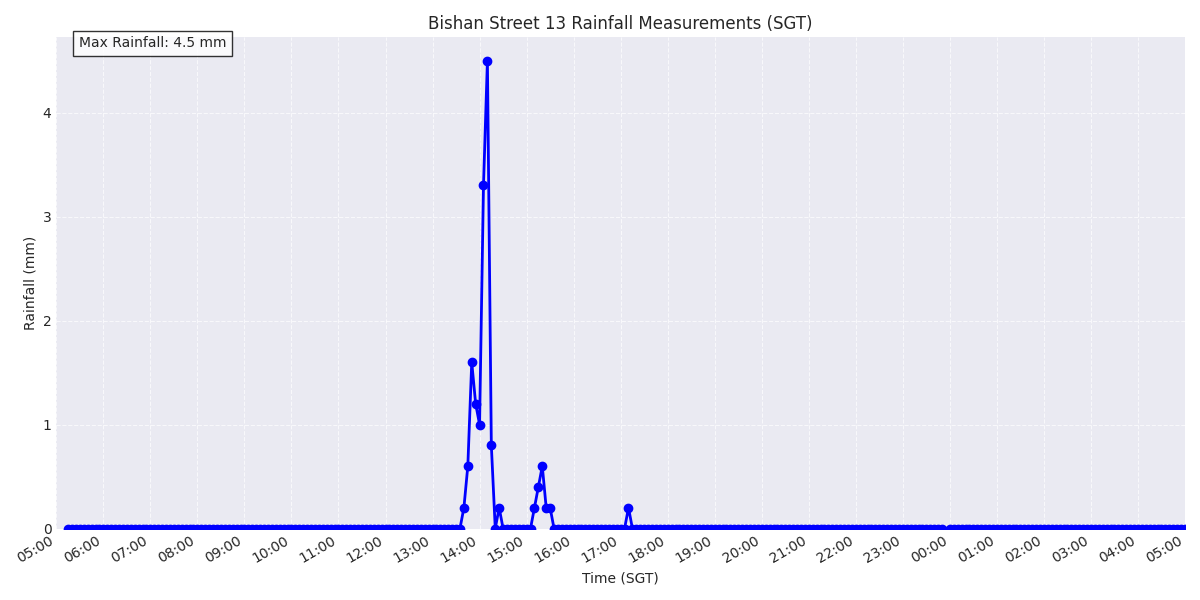 Bishan Street 13 Rainfall Measurements (SGT)
Max Rainfall: 4.5 mm
Rainfall (mm)
4
3
2
1
0
05:00 06:00 07:00 08:00 09:00 10:00 11:00 12:00 13:00 14:00 15:00 16:00 17:00 18:00 19:00 20:00 21:00 22:00 23:00 00:00 01:00 02:00 03:00 04:00 05:00
Time (SGT)